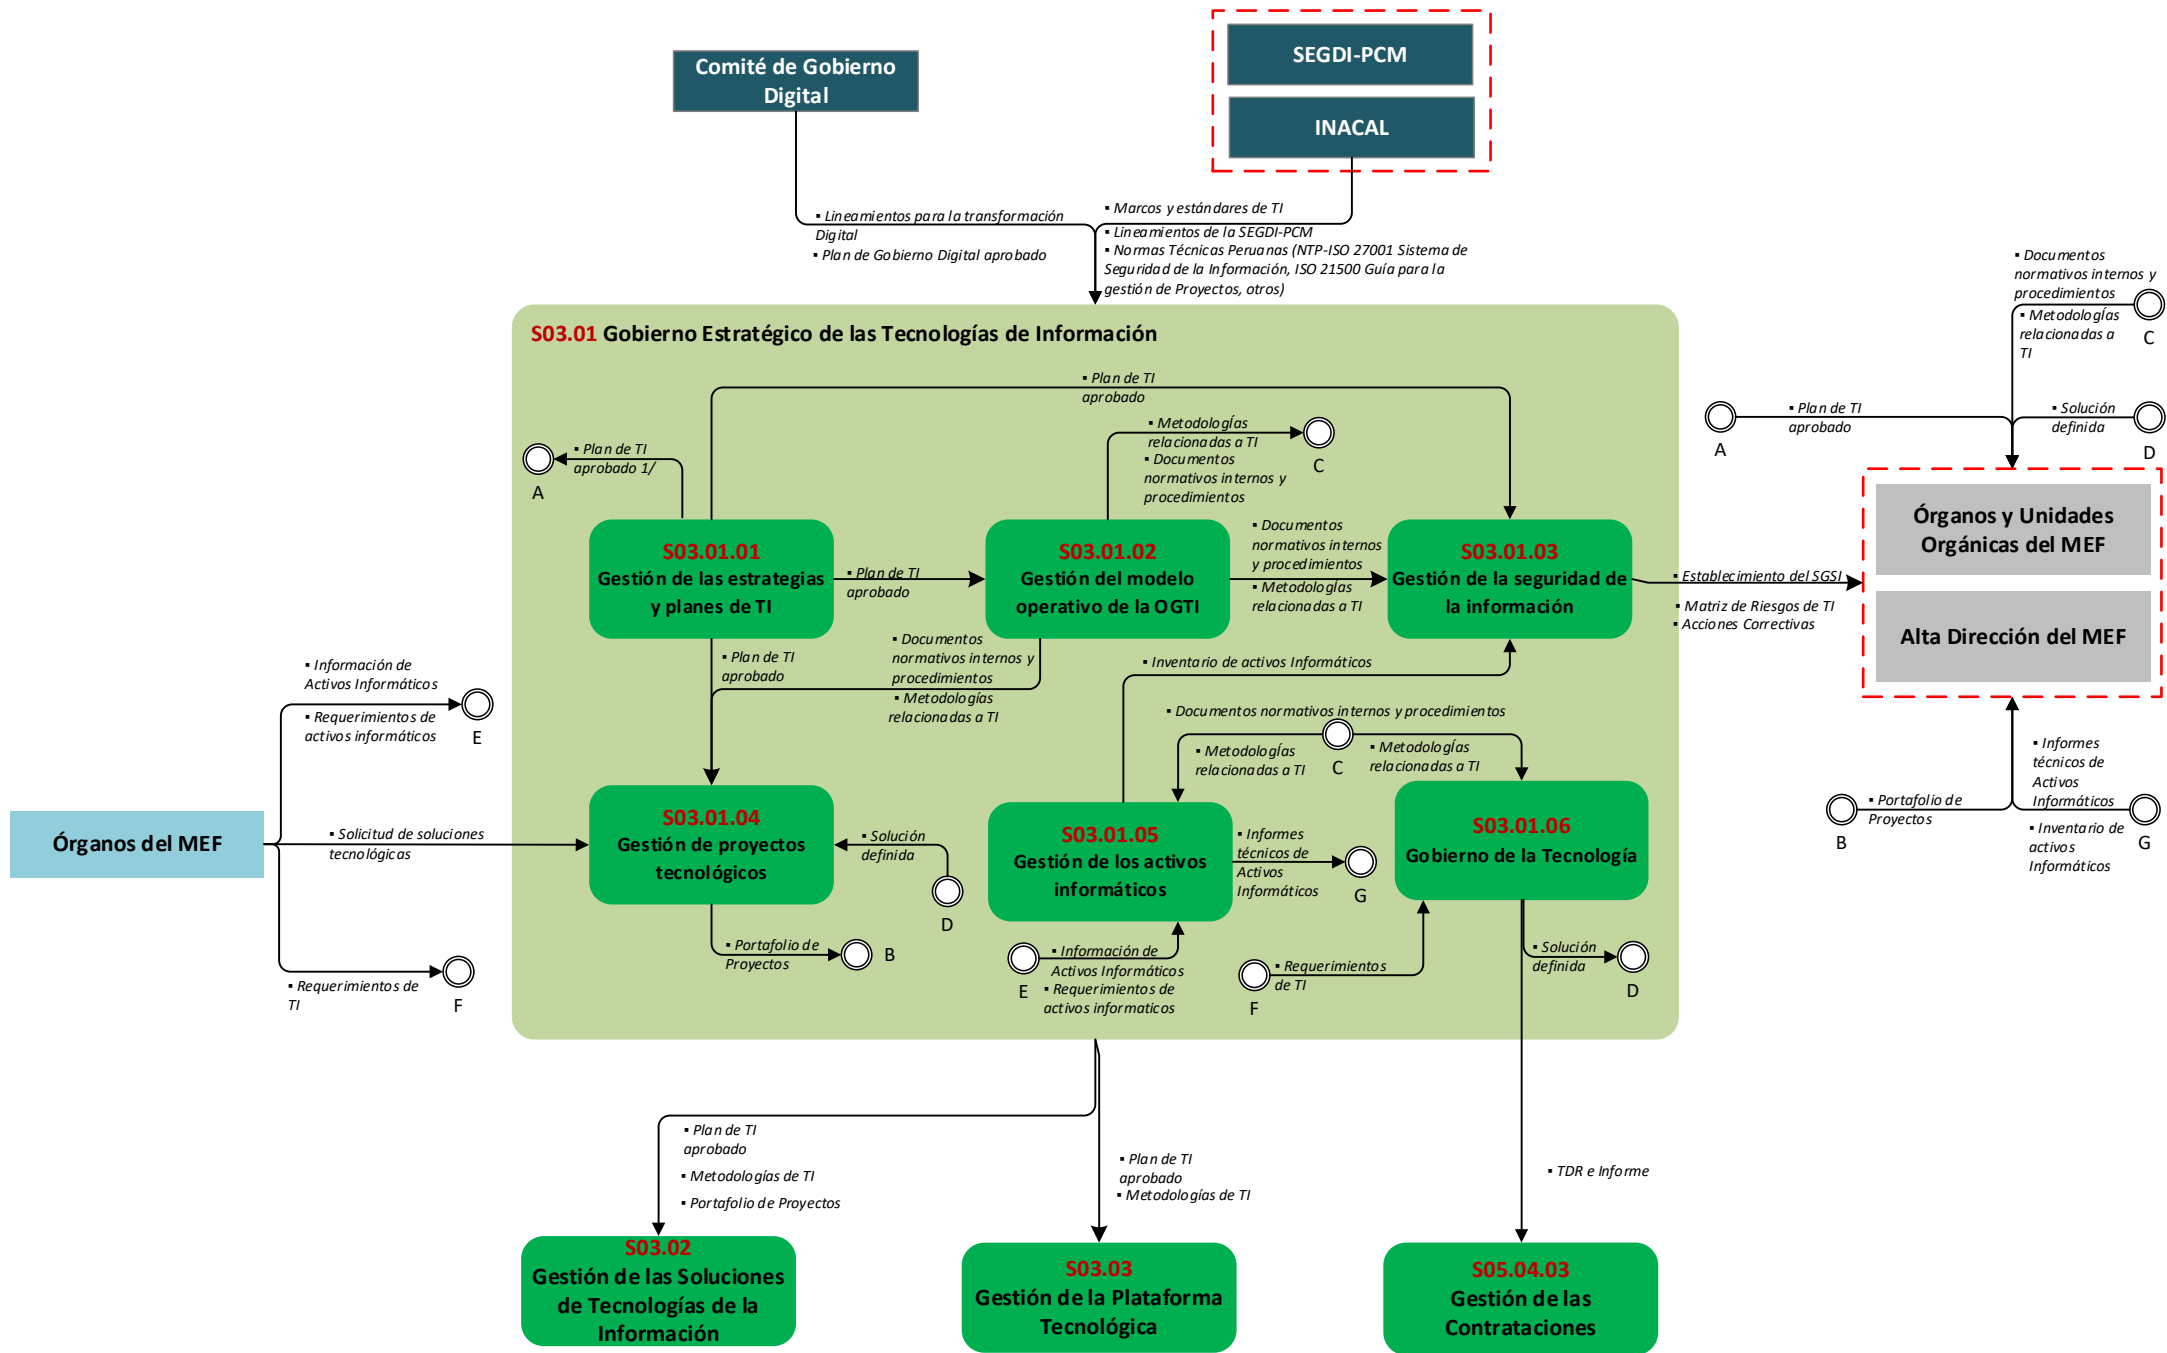 Comité de Gobierno
Digital
SEGDI-PCM
INACAL
▪ Lineamientos para la transformación
Digital
▪ Plan de Gobierno Digital aprobado
▪ Marcos y estándares de TI
▪ Lineamientos de la SEGDI-PCM
▪ Normas Técnicas Peruanas (NTP-ISO 27001 Sistema de
Seguridad de la Información, ISO 21500 Guía para la
gestión de Proyectos, otros)
S03.01 Gobierno Estratégico de las Tecnologías de Información
▪ Plan de TI
aprobado
▪ Plan de TI
aprobado 1/
A
▪ Metodologías
relacionadas a TI
▪ Documentos
normativos internos y
procedimientos
C
S03.01.01
Gestión de las estrategias
y planes de TI
▪ Plan de TI
aprobado
S03.01.02
Gestión del modelo
operativo de la OGTI
▪ Documentos
normativos internos
y procedimientos
▪ Metodologías
relacionadas a TI
S03.01.03
Gestión de la seguridad de
la información
▪ Establecimiento del SGSI
▪ Matriz de Riesgos de TI
▪ Acciones Correctivas
▪ Plan de TI
aprobado
▪ Documentos
normativos internos y
procedimientos
▪ Metodologías
relacionadas a TI
▪ Inventario de activos Informáticos
▪ Documentos normativos internos y procedimientos
▪ Metodologías
relacionadas a TI
C
▪ Metodologías
relacionadas a TI
S03.01.04
Gestión de proyectos
tecnológicos
▪ Solución
definida
D
▪ Portafolio de
Proyectos
B
S03.01.05
Gestión de los activos
informáticos
▪ Informes
técnicos de
Activos
Informáticos
G
S03.01.06
Gobierno de la Tecnología
E
▪ Información de
Activos Informáticos
▪ Requerimientos de
activos informaticos
F
▪ Requerimientos
de TI
▪ Solución
definida
D
▪ Información de
Activos Informáticos
▪ Requerimientos de
activos informáticos
E
Órganos del MEF
▪ Solicitud de soluciones
tecnológicas
▪ Requerimientos de
TI
F
▪ Documentos
normativos internos y
procedimientos
▪ Metodologías
relacionadas a
TI
C
A
▪ Plan de TI
aprobado
▪ Solución
definida
D
Órganos y Unidades
Orgánicas del MEF
Alta Dirección del MEF
B
▪ Portafolio de
Proyectos
▪ Informes
técnicos de
Activos
Informáticos
▪ Inventario de
activos
Informáticos
G
▪ Plan de TI
aprobado
▪ Metodologías de TI
▪ Portafolio de Proyectos
▪ Plan de TI
aprobado
▪ Metodologías de TI
▪ TDR e Informe
S03.02
Gestión de las Soluciones
de Tecnologías de la
Información
S03.03
Gestión de la Plataforma
Tecnológica
S05.04.03
Gestión de las
Contrataciones